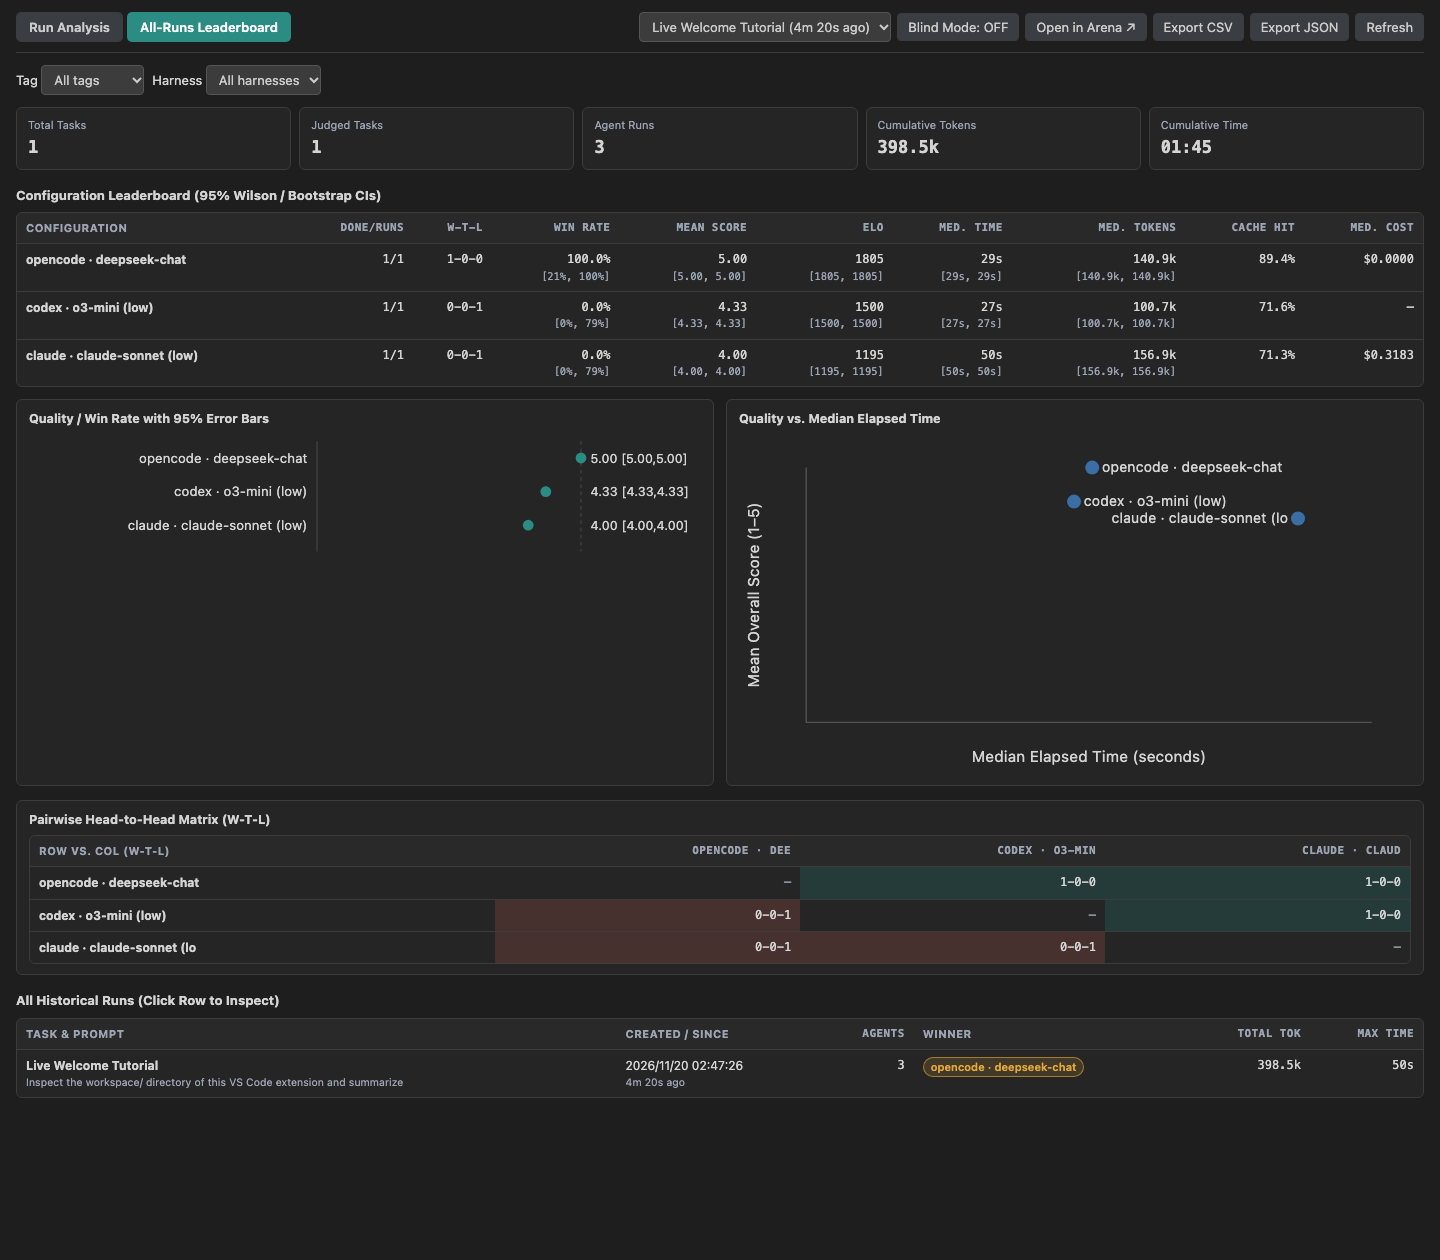 Run Analysis All-Runs Leaderboard Live Welcome Tutorial (4m 20s ago) Blind Mode: OFF Open in Arena ↗ Export CSV Export JSON Refresh
Tag All tags Harness All harnesses
Total Tasks Judged Tasks Agent Runs Cumulative Tokens Cumulative Time
1 1 3 398.5k 01:45
Configuration Leaderboard (95% Wilson / Bootstrap CIs)
CONFIGURATION DONE/RUNS W-T-L WIN RATE MEAN SCORE ELO MED. TIME MED. TOKENS CACHE HIT MED. COST
opencode · deepseek-chat 1/1 1-0-0 100.0% 5.00 1805 29s 140.9k 89.4% $0.0000
[21%, 100%] [5.00, 5.00] [1805, 1805] [29s, 29s] [140.9k, 140.9k]
codex · o3-mini (low) 1/1 0-0-1 0.0% 4.33 1500 27s 100.7k 71.6% —
[0%, 79%] [4.33, 4.33] [1500, 1500] [27s, 27s] [100.7k, 100.7k]
claude · claude-sonnet (low) 1/1 0-0-1 0.0% 4.00 1195 50s 156.9k 71.3% $0.3183
[0%, 79%] [4.00, 4.00] [1195, 1195] [50s, 50s] [156.9k, 156.9k]
Quality / Win Rate with 95% Error Bars
opencode · deepseek-chat 5.00 [5.00,5.00]
codex · o3-mini (low) 4.33 [4.33,4.33]
claude · claude-sonnet (low) 4.00 [4.00,4.00]
Quality vs. Median Elapsed Time
opencode · deepseek-chat
codex · o3-mini (low)
claude · claude-sonnet (lo
Mean Overall Score (1–5)
Median Elapsed Time (seconds)
Pairwise Head-to-Head Matrix (W-T-L)
ROW VS. COL (W-T-L) OPENCODE · DEE CODEX · O3-MIN CLAUDE · CLAUD
opencode · deepseek-chat — 1-0-0 1-0-0
codex · o3-mini (low) 0-0-1 — 1-0-0
claude · claude-sonnet (lo 0-0-1 0-0-1 —
All Historical Runs (Click Row to Inspect)
TASK & PROMPT CREATED / SINCE AGENTS WINNER TOTAL TOK MAX TIME
Live Welcome Tutorial 2026/11/20 02:47:26 3 opencode · deepseek-chat 398.5k 50s
Inspect the workspace/ directory of this VS Code extension and summarize 4m 20s ago